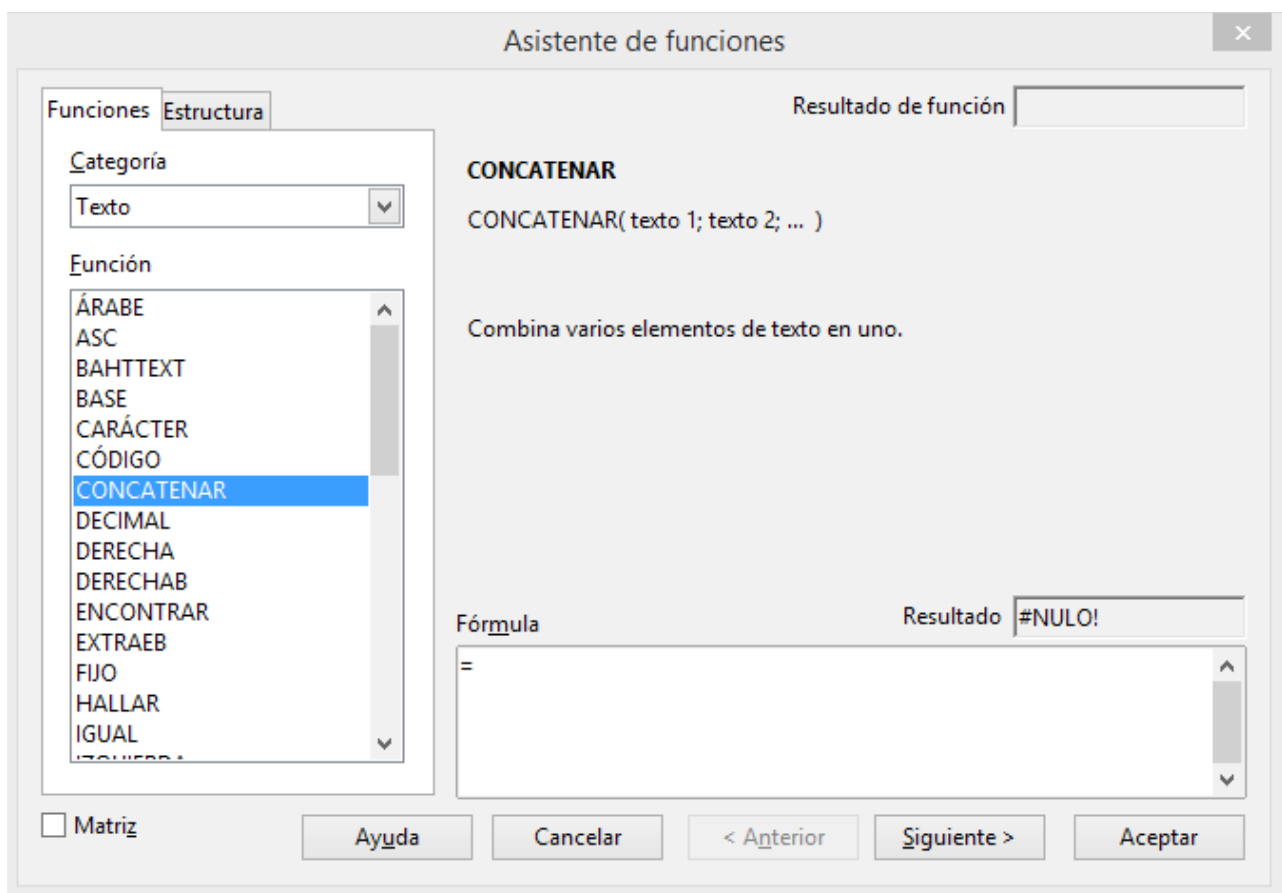 Asistente de funciones
Funciones Estructura
Resultado de función
Categoría
Texto
Función
ÁRABE
ASC
BAHTTEXT
BASE
CARÁCTER
CÓDIGO
CONCATENAR
DECIMAL
DERECHA
DERECHAB
ENCONTRAR
EXTRAEB
FIJO
HALLAR
IGUAL
CONCATENAR
CONCATENAR( texto 1; texto 2; ... )
Combina varios elementos de texto en uno.
Fórmula
Resultado #NULO!
=
Matriz
Ayuda
Cancelar
< Anterior
Siguiente >
Aceptar